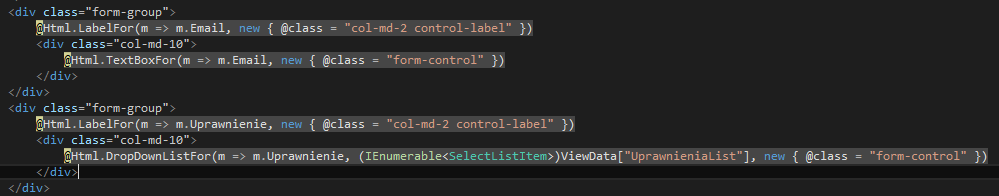 <div class="form-group">
@Html.LabelFor(m => m.Email, new { @class = "col-md-2 control-label" })
<div class="col-md-10">
@Html.TextBoxFor(m => m.Email, new { @class = "form-control" })
</div>
</div>
<div class="form-group">
@Html.LabelFor(m => m.Uprawnienie, new { @class = "col-md-2 control-label" })
<div class="col-md-10">
@Html.DropDownListFor(m => m.Uprawnienie, (IEnumerable<SelectListItem>)ViewData["UprawnieniaList"], new { @class = "form-control" })
</div>
</div>